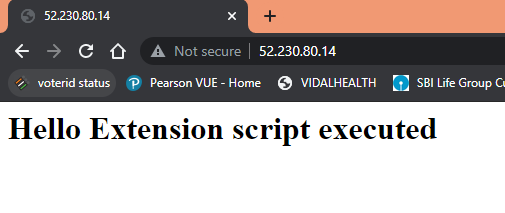 52.230.80.14
Not secure 52.230.80.14
voterid status Pearson VUE - Home VIDALHEALTH SBI Life Group Cu
Hello Extension script executed